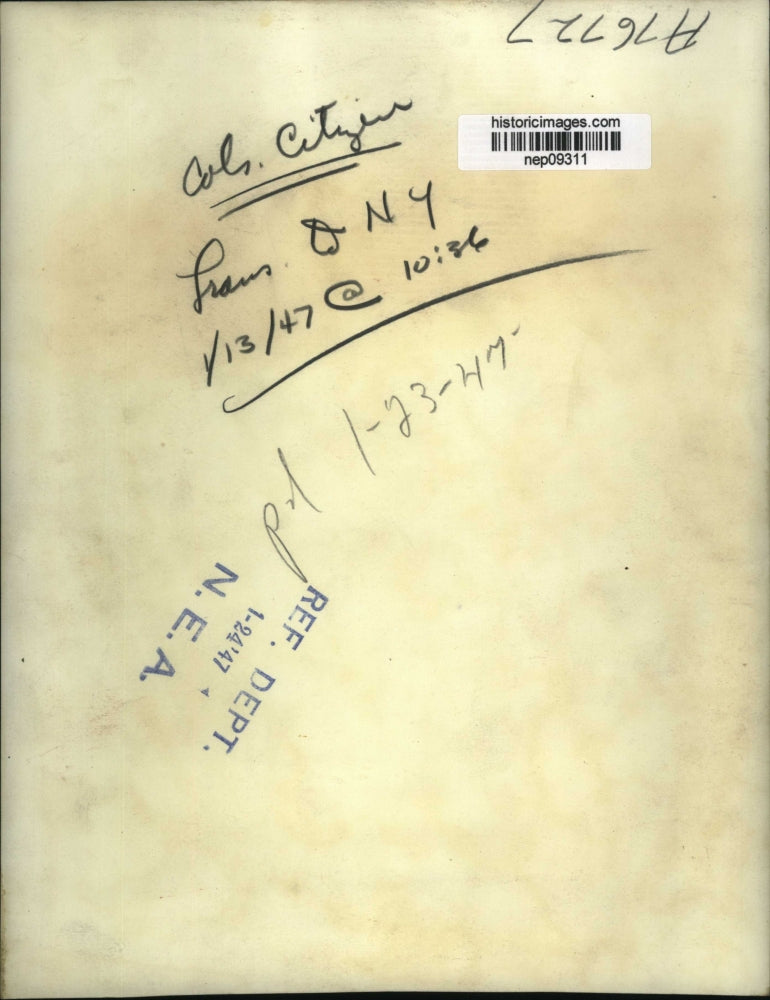 A76727
historicimages.com
nep09311
Cols. Citizen
Trans. NY
1/13/47 @ 10:36
pd 1-23-47
REF. DEPT.
1-24'47
N.E.A.